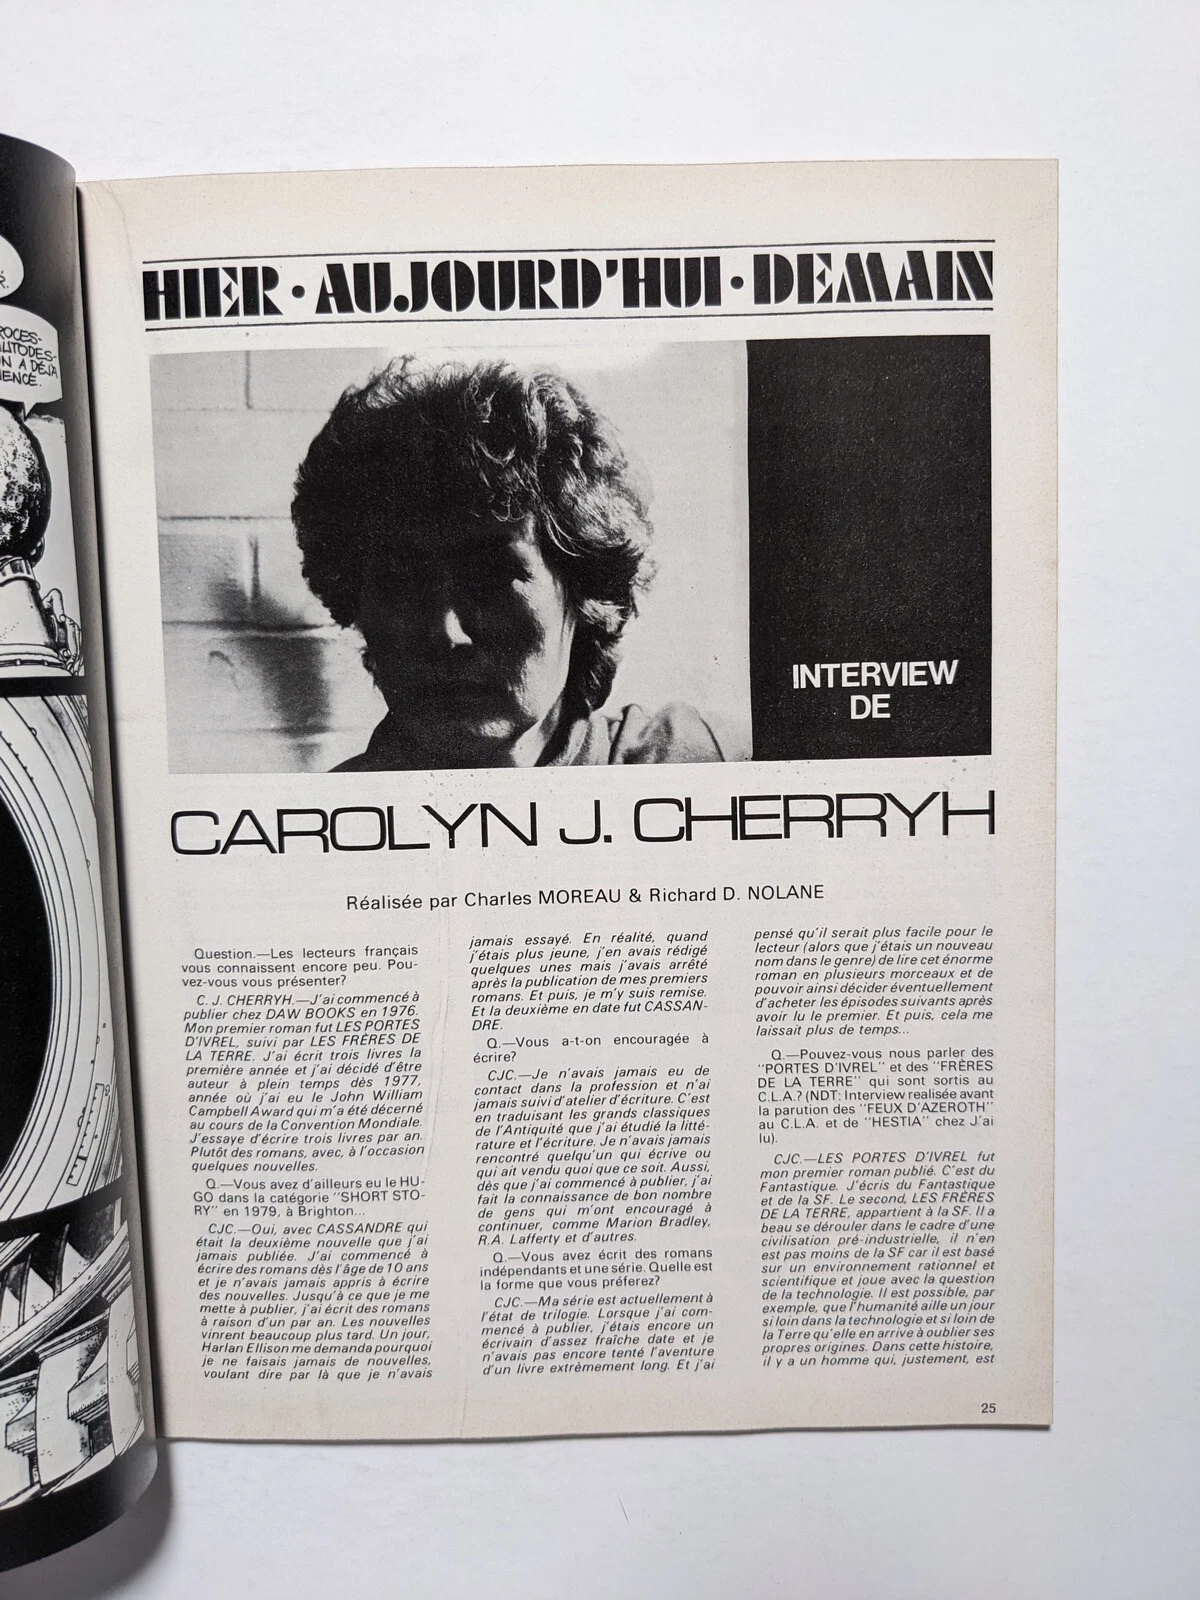 ROCES-
AUTODES-
N A DÉJÀ
MENCÉ.
HIER · AUJOURD'HUI · DEMAIN
INTERVIEW
DE
CAROLYN J. CHERRYH
Réalisée par Charles MOREAU & Richard D. NOLANE
Question.—Les lecteurs français
vous connaissent encore peu. Pou-
vez-vous vous présenter?
C. J. CHERRYH.—J'ai commencé à
publier chez DAW BOOKS en 1976.
Mon premier roman fut LES PORTES
D'IVREL, suivi par LES FRÈRES DE
LA TERRE. J'ai écrit trois livres la
première année et j'ai décidé d'être
auteur à plein temps dès 1977,
année où j'ai eu le John William
Campbell Award qui m'a été décerné
au cours de la Convention Mondiale.
J'essaye d'écrire trois livres par an.
Plutôt des romans, avec, à l'occasion
quelques nouvelles.
Q.—Vous avez d'ailleurs eu le HU-
GO dans la catégorie "SHORT STO-
RY" en 1979, à Brighton...
CJC.—Oui, avec CASSANDRE qui
était la deuxième nouvelle que j'ai
jamais publiée. J'ai commencé à
écrire des romans dès l'âge de 10 ans
et je n'avais jamais appris à écrire
des nouvelles. Jusqu'à ce que je me
mette à publier, j'ai écrit des romans
à raison d'un par an. Les nouvelles
vinrent beaucoup plus tard. Un jour,
Harlan Ellison me demanda pourquoi
je ne faisais jamais de nouvelles,
voulant dire par là que je n'avais
jamais essayé. En réalité, quand
j'étais plus jeune, j'en avais rédigé
quelques unes mais j'avais arrêté
après la publication de mes premiers
romans. Et puis, je m'y suis remise.
Et la deuxième en date fut CASSAN-
DRE.
Q.—Vous a-t-on encouragée à
écrire?
CJC.—Je n'avais jamais eu de
contact dans la profession et n'ai
jamais suivi d'atelier d'écriture. C'est
en traduisant les grands classiques
de l'Antiquité que j'ai étudié la litté-
rature et l'écriture. Je n'avais jamais
rencontré quelqu'un qui écrive ou
qui ait vendu quoi que ce soit. Aussi,
dès que j'ai commencé à publier, j'ai
fait la connaissance de bon nombre
de gens qui m'ont encouragé à
continuer, comme Marion Bradley,
R.A. Lafferty et d'autres.
Q.—Vous avez écrit des romans
indépendants et une série. Quelle est
la forme que vous préferez?
CJC.—Ma série est actuellement à
l'état de trilogie. Lorsque j'ai com-
mencé à publier, j'étais encore un
écrivain d'assez fraîche date et je
n'avais pas encore tenté l'aventure
d'un livre extrèmement long. Et j'ai
pensé qu'il serait plus facile pour le
lecteur (alors que j'étais un nouveau
nom dans le genre) de lire cet énorme
roman en plusieurs morceaux et de
pouvoir ainsi décider éventuellement
d'acheter les épisodes suivants après
avoir lu le premier. Et puis, cela me
laissait plus de temps...
Q.—Pouvez-vous nous parler des
"PORTES D'IVREL" et des "FRÈRES
DE LA TERRE" qui sont sortis au
C.L.A.? (NDT: Interview realisée avant
la parution des "FEUX D'AZEROTH"
au C.L.A. et de "HESTIA" chez J'ai
lu).
CJC.—LES PORTES D'IVREL fut
mon premier roman publié. C'est du
Fantastique. J'écris du Fantastique
et de la SF. Le second, LES FRÈRES
DE LA TERRE, appartient à la SF. Il a
beau se dérouler dans le cadre d'une
civilisation pré-industrielle, il n'en
est pas moins de la SF car il est basé
sur un environnement rationnel et
scientifique et joue avec la question
de la technologie. Il est possible, par
exemple, que l'humanité aille un jour
si loin dans la technologie et si loin de
la Terre qu'elle en arrive à oublier ses
propres origines. Dans cette histoire,
il y a un homme qui, justement, est
25